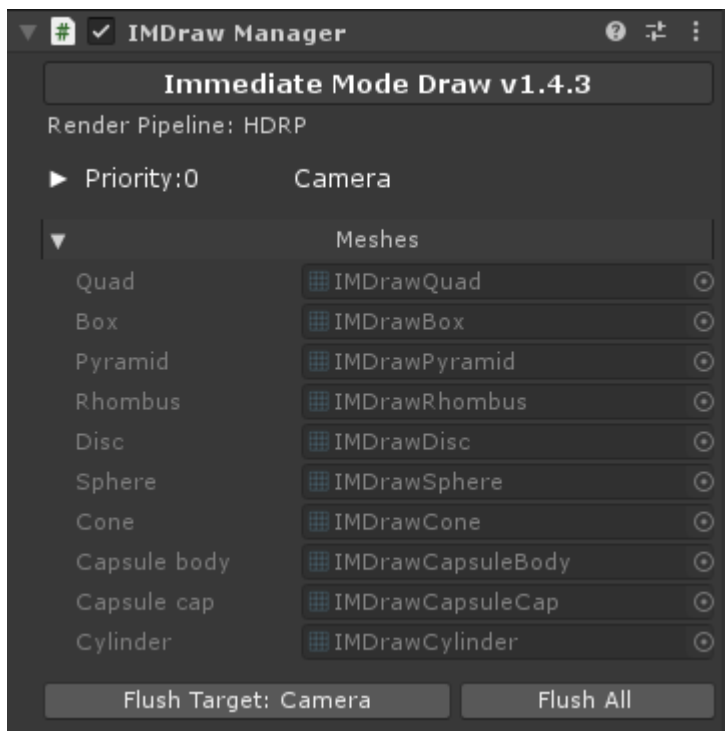 IMDraw Manager
Immediate Mode Draw v1.4.3
Render Pipeline: HDRP
Priority:0 Camera
Meshes
Quad IMDrawQuad
Box IMDrawBox
Pyramid IMDrawPyramid
Rhombus IMDrawRhombus
Disc IMDrawDisc
Sphere IMDrawSphere
Cone IMDrawCone
Capsule body IMDrawCapsuleBody
Capsule cap IMDrawCapsuleCap
Cylinder IMDrawCylinder
Flush Target: Camera Flush All